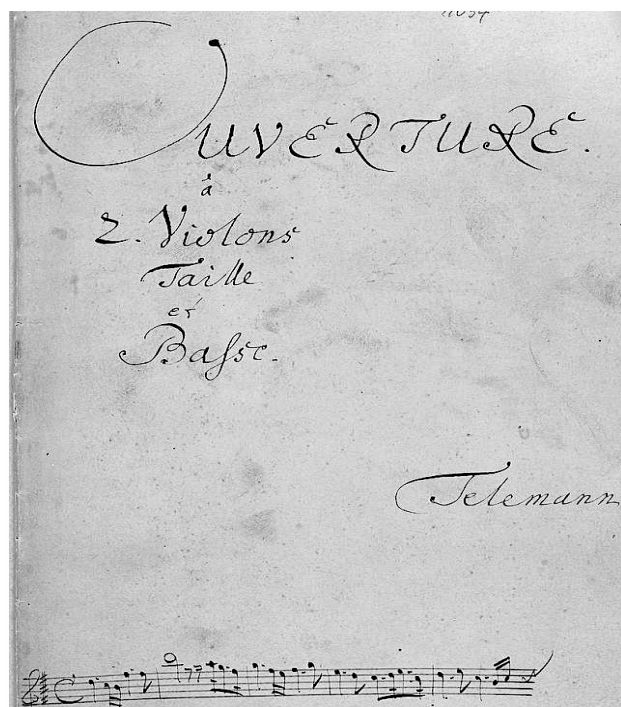 OUVERTURE.
à
2. Violons
Taille
et
Basse.
Telemann